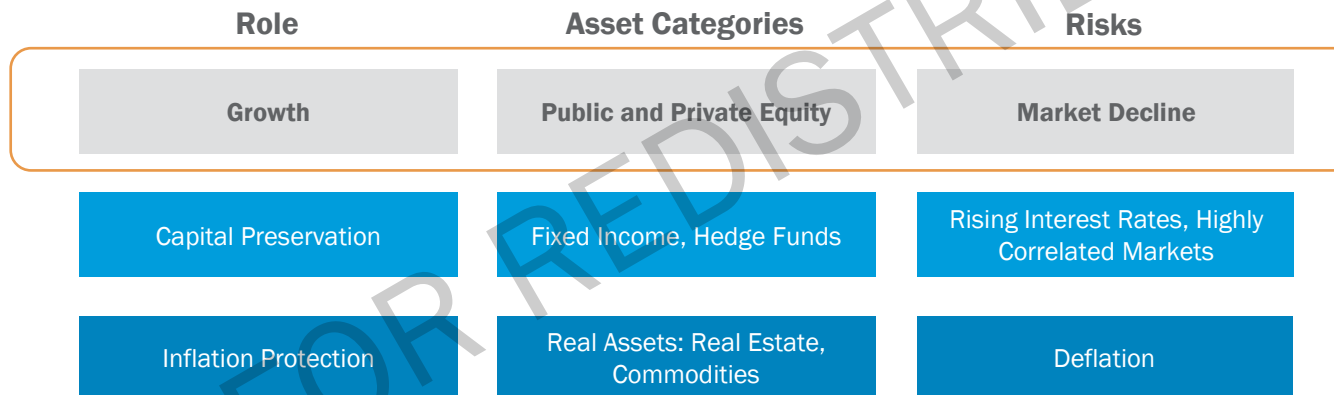 Role Asset Categories Risks
Growth Public and Private Equity Market Decline
Capital Preservation Fixed Income, Hedge Funds Rising Interest Rates, Highly
Correlated Markets
Inflation Protection Real Assets: Real Estate,
Commodities Deflation
FOR REDISTRI